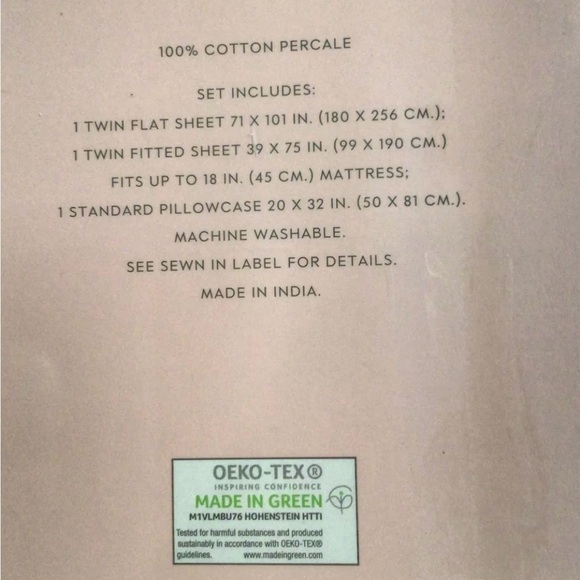 100% COTTON PERCALE
SET INCLUDES:
1 TWIN FLAT SHEET 71 X 101 IN. (180 X 256 CM.);
1 TWIN FITTED SHEET 39 X 75 IN. (99 X 190 CM.)
FITS UP TO 18 IN. (45 CM.) MATTRESS;
1 STANDARD PILLOWCASE 20 X 32 IN. (50 X 81 CM.).
MACHINE WASHABLE.
SEE SEWN IN LABEL FOR DETAILS.
MADE IN INDIA.
OEKO-TEX®
INSPIRING CONFIDENCE
MADE IN GREEN
M1VLMBU76 HOHENSTEIN HTTI
Tested for harmful substances and produced
sustainably in accordance with OEKO-TEX®
guidelines. www.madeingreen.com